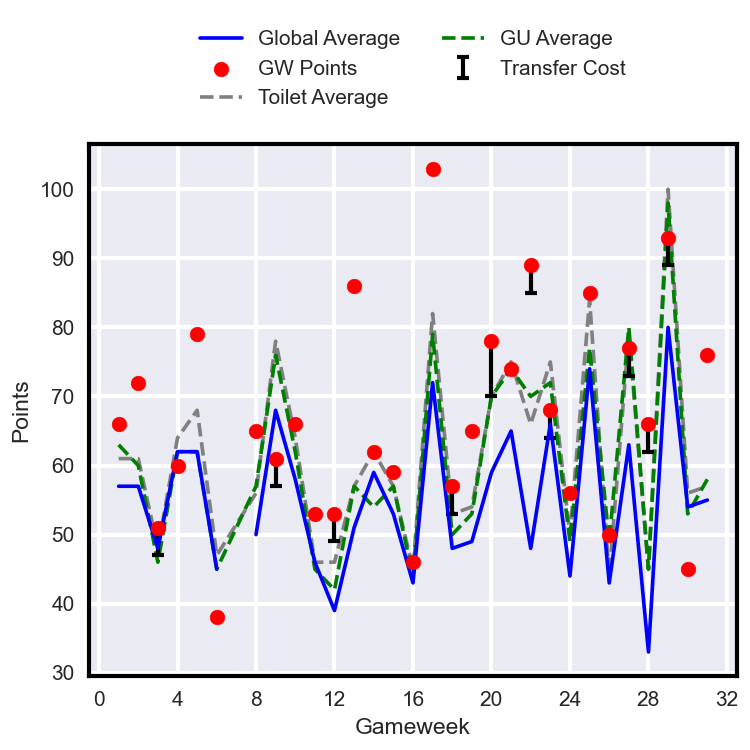 Global Average
GW Points
Toilet Average
GU Average
Transfer Cost
Points
100
90
80
70
60
50
40
30
0 4 8 12 16 20 24 28 32
Gameweek